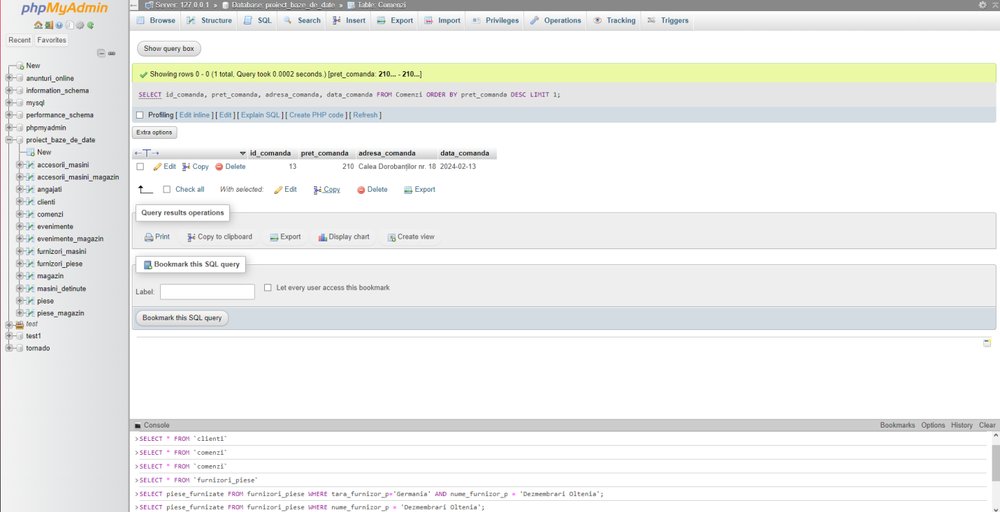 phpMyAdmin
Recent Favorites
New
anunturi_online
information_schema
mysql
performance_schema
phpmyadmin
proiect_baze_de_date
New
accesorii_masini
accesorii_masini_magazin
angajati
clienti
comenzi
evenimente
evenimente_magazin
furnizori_masini
furnizori_piese
magazin
masini_detinute
piese
piese_magazin
test
test1
tornado
Server: 127.0.0.1 » Database: proiect_baze_de_date » Table: Comenzi
Browse Structure SQL Search Insert Export Import Privileges Operations Tracking Triggers
Show query box
Showing rows 0 - 0 (1 total, Query took 0.0002 seconds.) [pret_comanda: 210... - 210...]
SELECT id_comanda, pret_comanda, adresa_comanda, data_comanda FROM Comenzi ORDER BY pret_comanda DESC LIMIT 1;
Profiling [ Edit inline ] [ Edit ] [ Explain SQL ] [ Create PHP code ] [ Refresh ]
Extra options
←T→ id_comanda pret_comanda adresa_comanda data_comanda
Edit Copy Delete 13 210 Calea Dorobanților nr. 18 2024-02-13
Check all With selected: Edit Copy Delete Export
Query results operations
Print Copy to clipboard Export Display chart Create view
Bookmark this SQL query
Label: Let every user access this bookmark
Bookmark this SQL query
Console Bookmarks Options History Clear
>SELECT * FROM `clienti`
>SELECT * FROM `comenzi`
>SELECT * FROM `comenzi`
>SELECT * FROM `furnizori_piese`
>SELECT piese_furnizate FROM furnizori_piese WHERE tara_furnizor_p='Germania' AND nume_furnizor_p = 'Dezmembrari Oltenia';
>SELECT piese_furnizate FROM furnizori_piese WHERE nume_furnizor_p = 'Dezmembrari Oltenia';